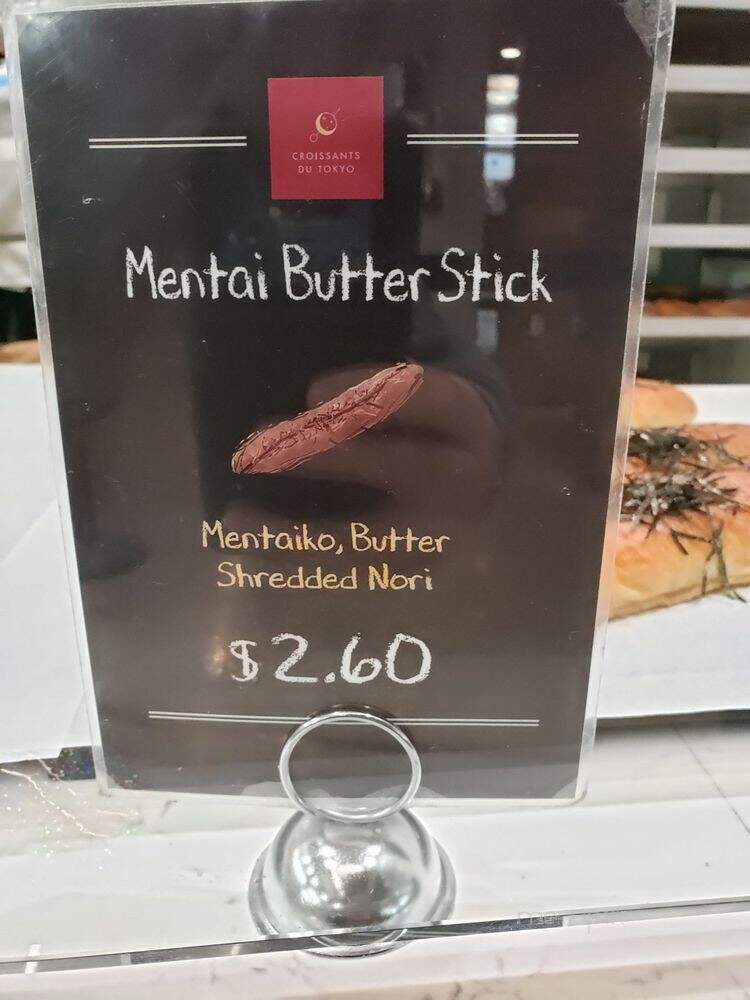 CROISSANTS
DU TOKYO
Mentai Butter Stick
Mentaiko, Butter
Shredded Nori
$2.60